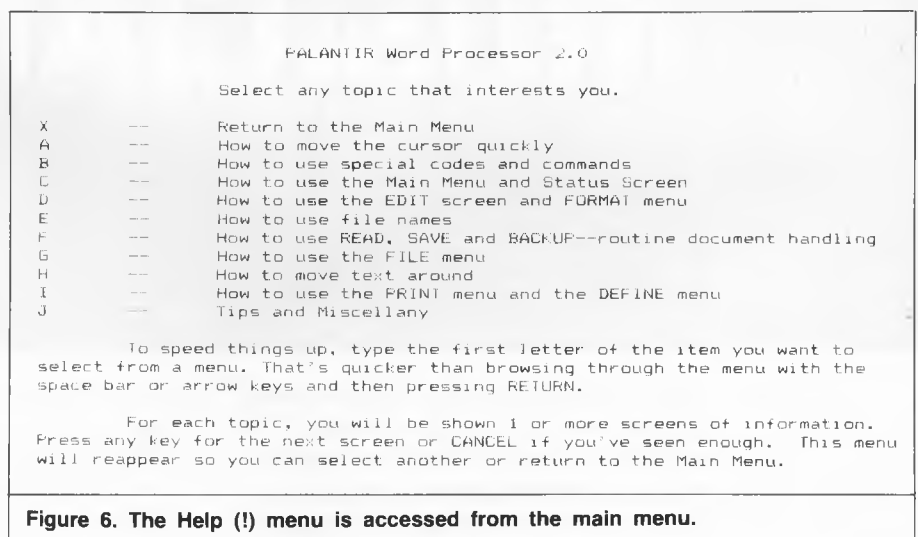 PALANTIR Word Processor 2.0
Select any topic that interests you.
X -- Return to the Main Menu
A -- How to move the cursor quickly
B -- How to use special codes and commands
C -- How to use the Main Menu and Status Screen
D -- How to use the EDIT screen and FORMAT menu
E -- How to use file names
F -- How to use READ, SAVE and BACKUP--routine document handling
G -- How to use the FILE menu
H -- How to move text around
I -- How to use the PRINT menu and the DEFINE menu
J -- Tips and Miscellany
To speed things up, type the first letter of the item you want to
select from a menu. That's quicker than browsing through the menu with the
space bar or arrow keys and then pressing RETURN.
For each topic, you will be shown 1 or more screens of information.
Press any key for the next screen or CANCEL if you've seen enough. This menu
will reappear so you can select another or return to the Main Menu.
Figure 6. The Help (!) menu is accessed from the main menu.